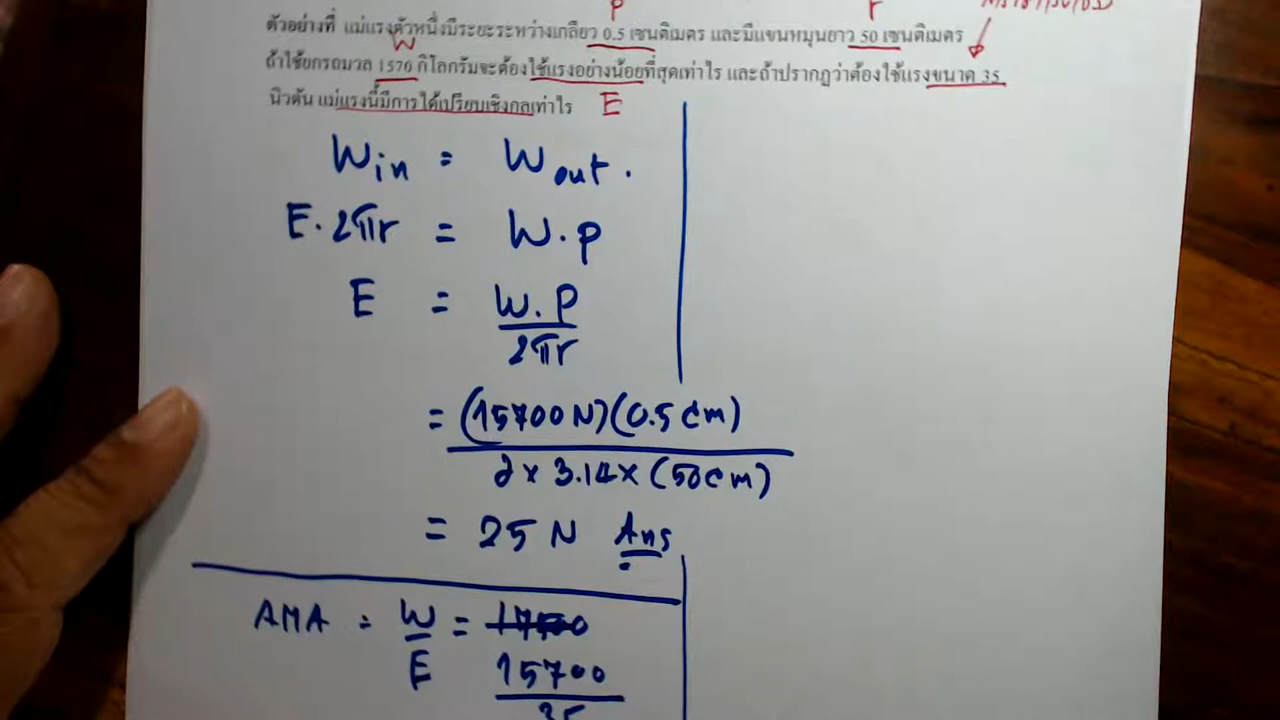 P r
ตัวอย่างที่ แม่แรงตัวหนึ่งมีระยะระหว่างเกลียว 0.5 เซนติเมตร และมีแขนหมุนยาว 50 เซนติเมตร
W
ถ้าใช้ยกรถมวล 1570 กิโลกรัมจะต้องใช้แรงอย่างน้อยที่สุดเท่าไร และถ้าปรากฏว่าต้องใช้แรงขนาด 35
นิวตัน แม่แรงนี้มีการได้เปรียบเชิงกลเท่าไร E
Win = Wout.
E.2πr = W.p
E = W.P
2πr
= (15700 N)(0.5 cm)
2 x 3.14 x (50 cm)
= 25 N Ans
AMA = W =
E 15700
35